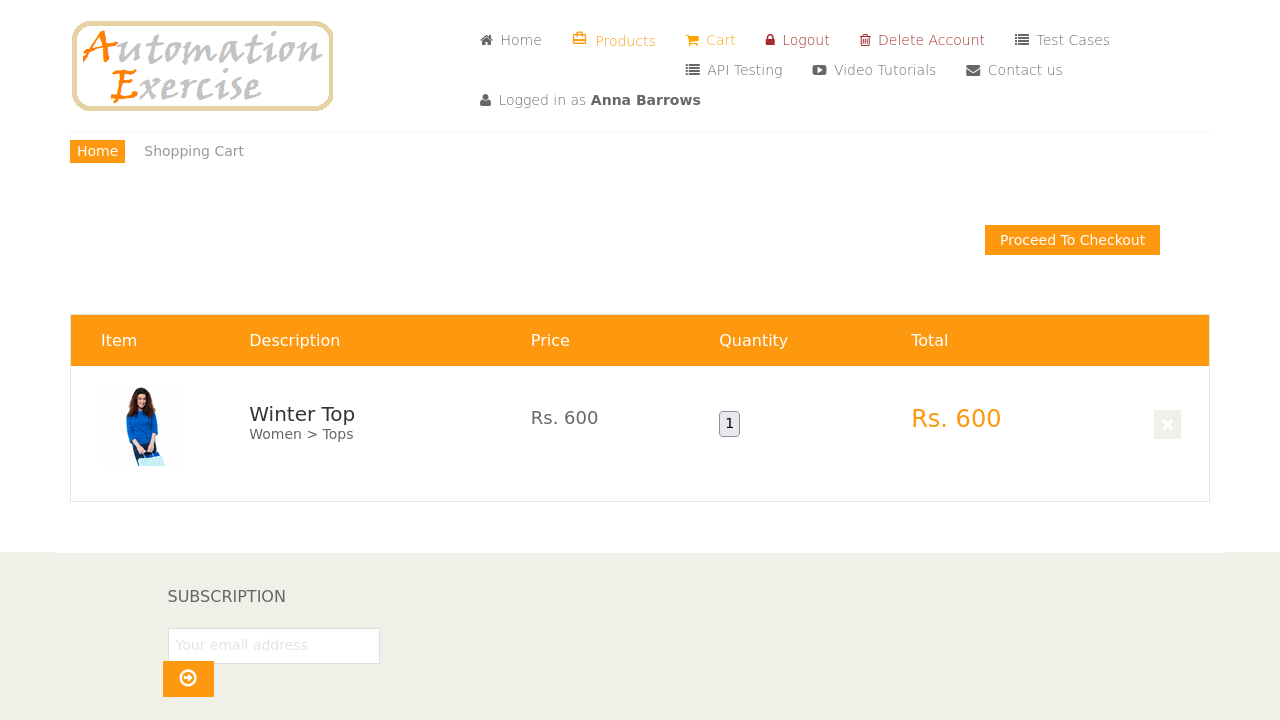 Automation
Exercise
Home Products Cart Logout Delete Account Test Cases
API Testing Video Tutorials Contact us
Logged in as Anna Barrows
Home Shopping Cart
Proceed To Checkout
Item Description Price Quantity Total
Winter Top Rs. 600 1 Rs. 600
Women > Tops
SUBSCRIPTION
Your email address